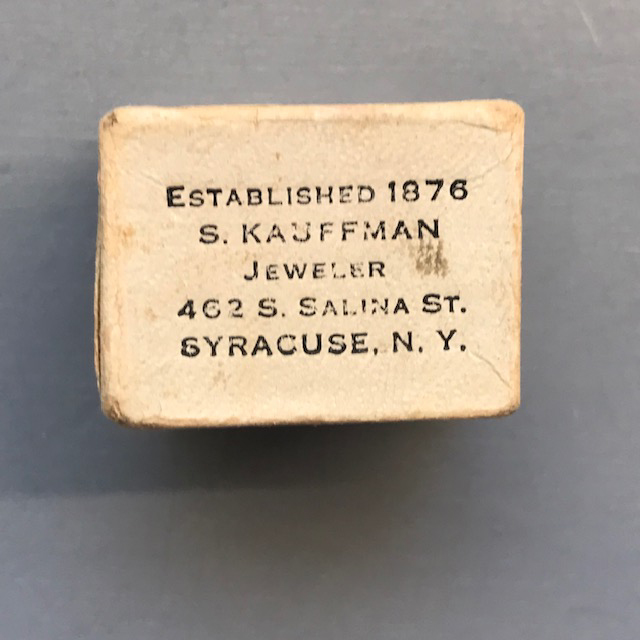 ESTABLISHED 1876
S. KAUFFMAN
JEWELER
462 S. SALINA ST.
SYRACUSE, N. Y.